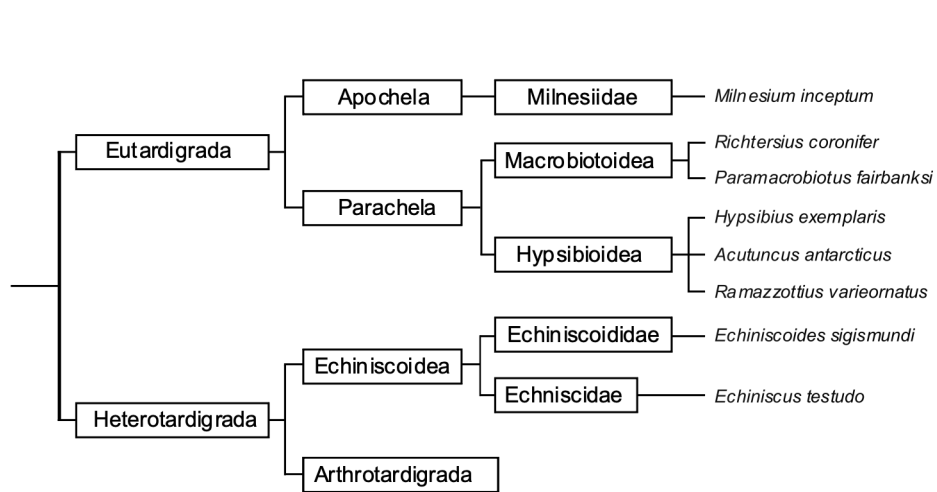 Apochela
Milnesiidae
Milnesium inceptum
Eutardigrada
Richtersius coronifer
Macrobiotoidea
Paramacrobiotus fairbanksi
Parachela
Hypsibius exemplaris
Hypsibioidea
Acutuncus antarcticus
Ramazzottius varieornatus
Echiniscoididae
Echiniscoides sigismundi
Echiniscoidea
Echniscidae
Echiniscus testudo
Heterotardigrada
Arthrotardigrada